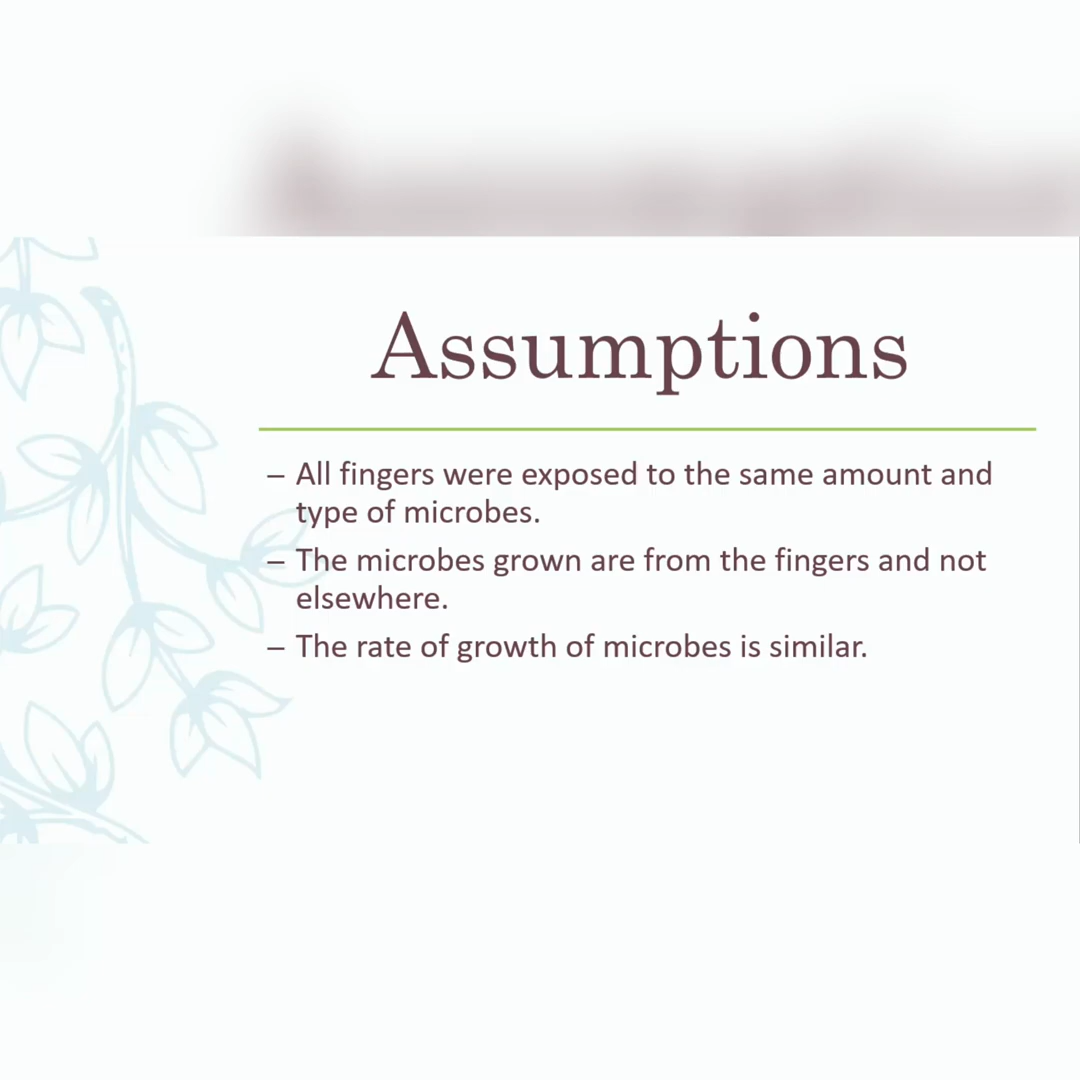 Assumptions
– All fingers were exposed to the same amount and
type of microbes.
– The microbes grown are from the fingers and not
elsewhere.
– The rate of growth of microbes is similar.